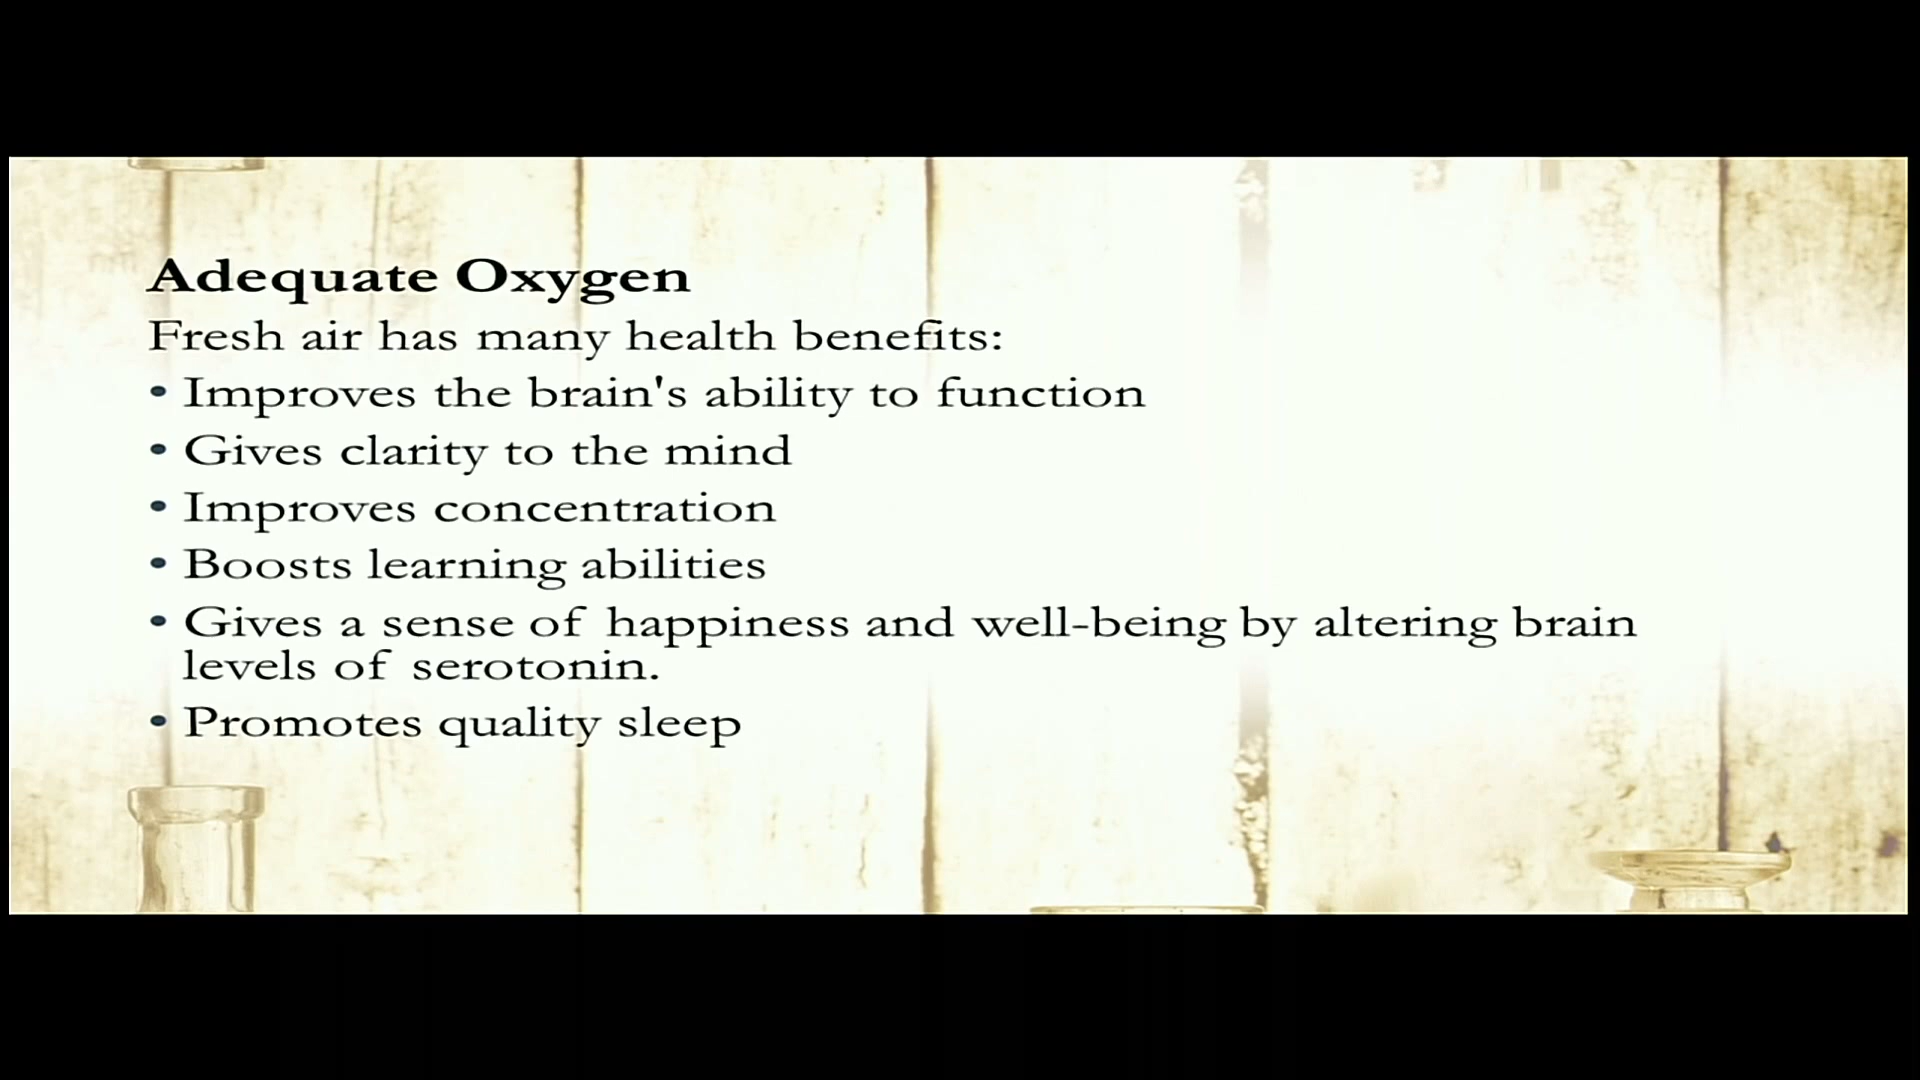 Adequate Oxygen
Fresh air has many health benefits:
• Improves the brain's ability to function
• Gives clarity to the mind
• Improves concentration
• Boosts learning abilities
• Gives a sense of happiness and well-being by altering brain
levels of serotonin.
• Promotes quality sleep